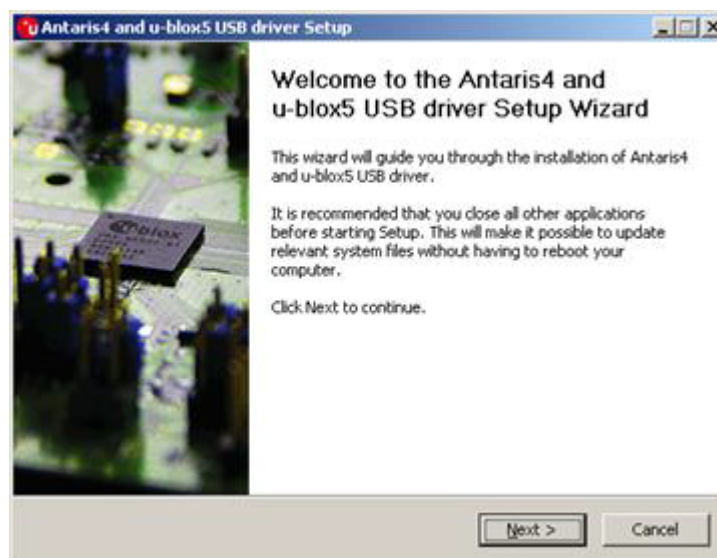 Antaris4 and u-blox5 USB driver Setup
Welcome to the Antaris4 and
u-blox5 USB driver Setup Wizard
This wizard will guide you through the installation of Antaris4
and u-blox5 USB driver.
It is recommended that you close all other applications
before starting Setup. This will make it possible to update
relevant system files without having to reboot your
computer.
Click Next to continue.
blox
Next >
Cancel